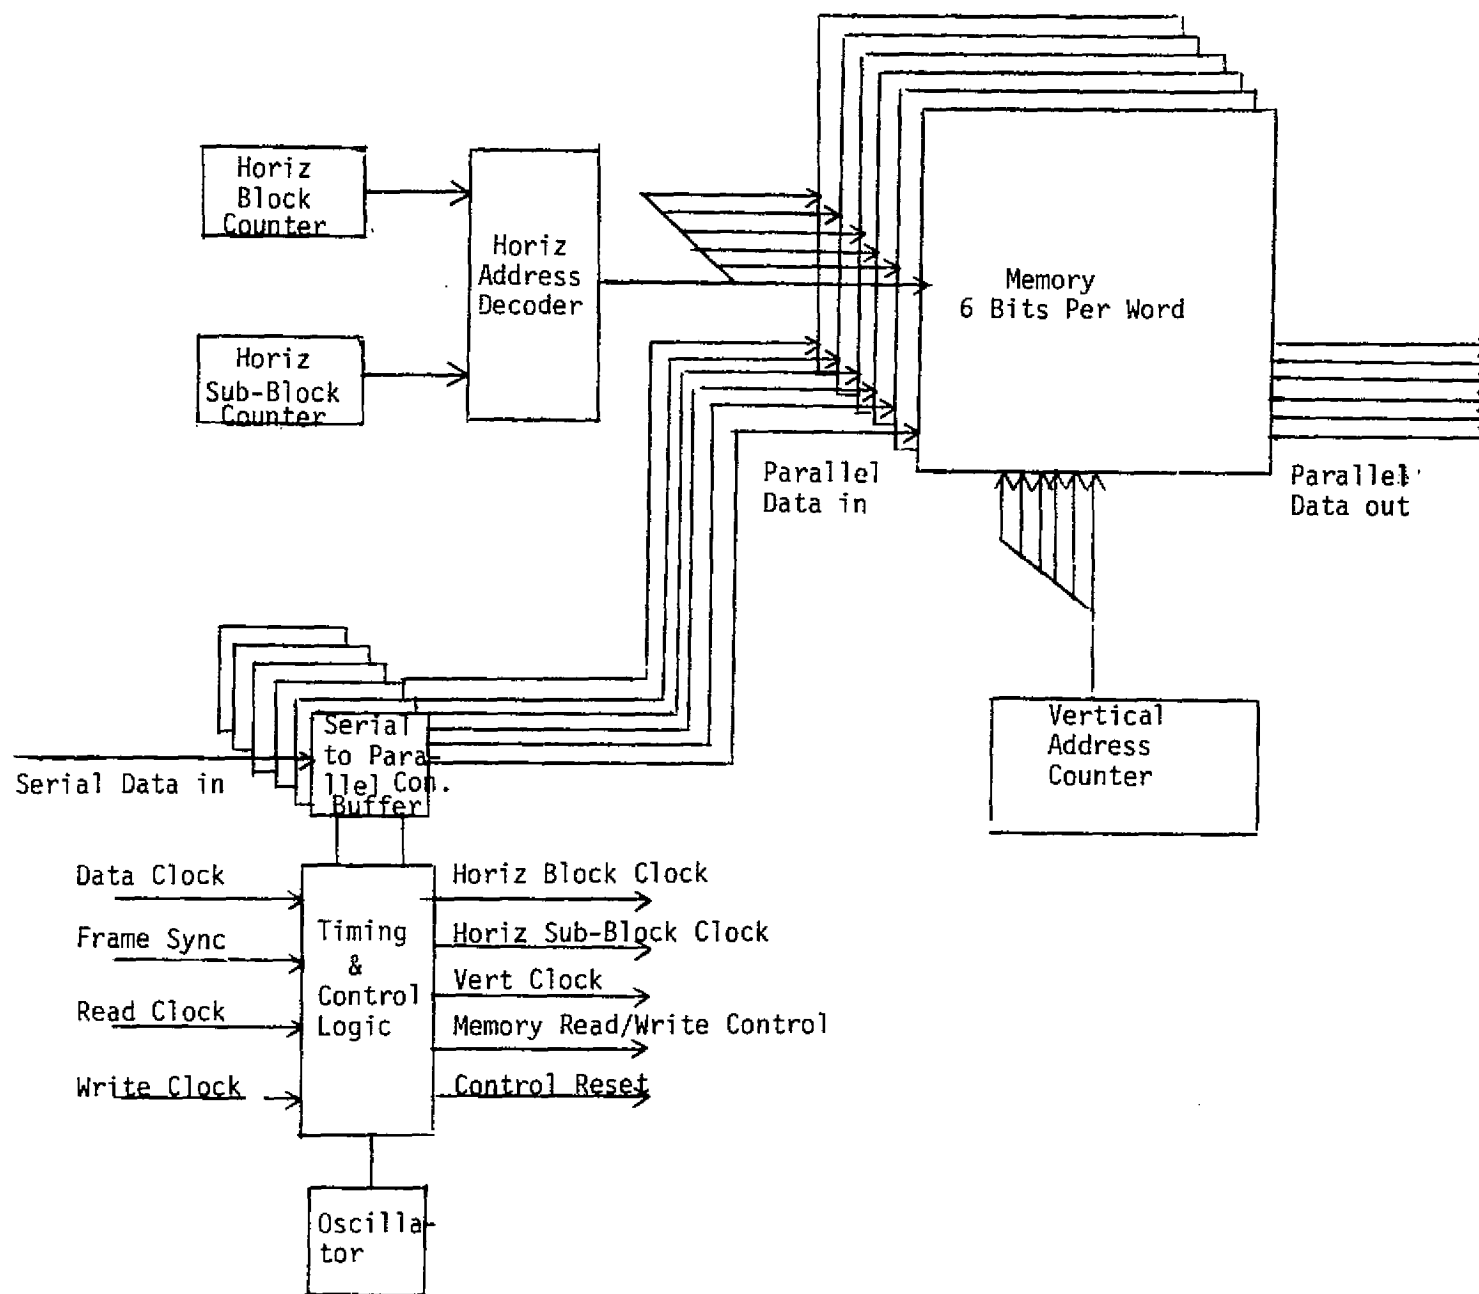 Horiz
Block
Counter
Horiz
Address
Decoder
Memory
6 Bits Per Word
Horiz
Sub-Block
Counter
Parallel
Data in
Parallel
Data out
Serial
to Para-
llel Con.
Buffer
Serial Data in
Vertical
Address
Counter
Data Clock
Frame Sync
Read Clock
Write Clock
Timing
&
Control
Logic
Horiz Block Clock
Horiz Sub-Block Clock
Vert Clock
Memory Read/Write Control
Control Reset
Oscilla-
tor